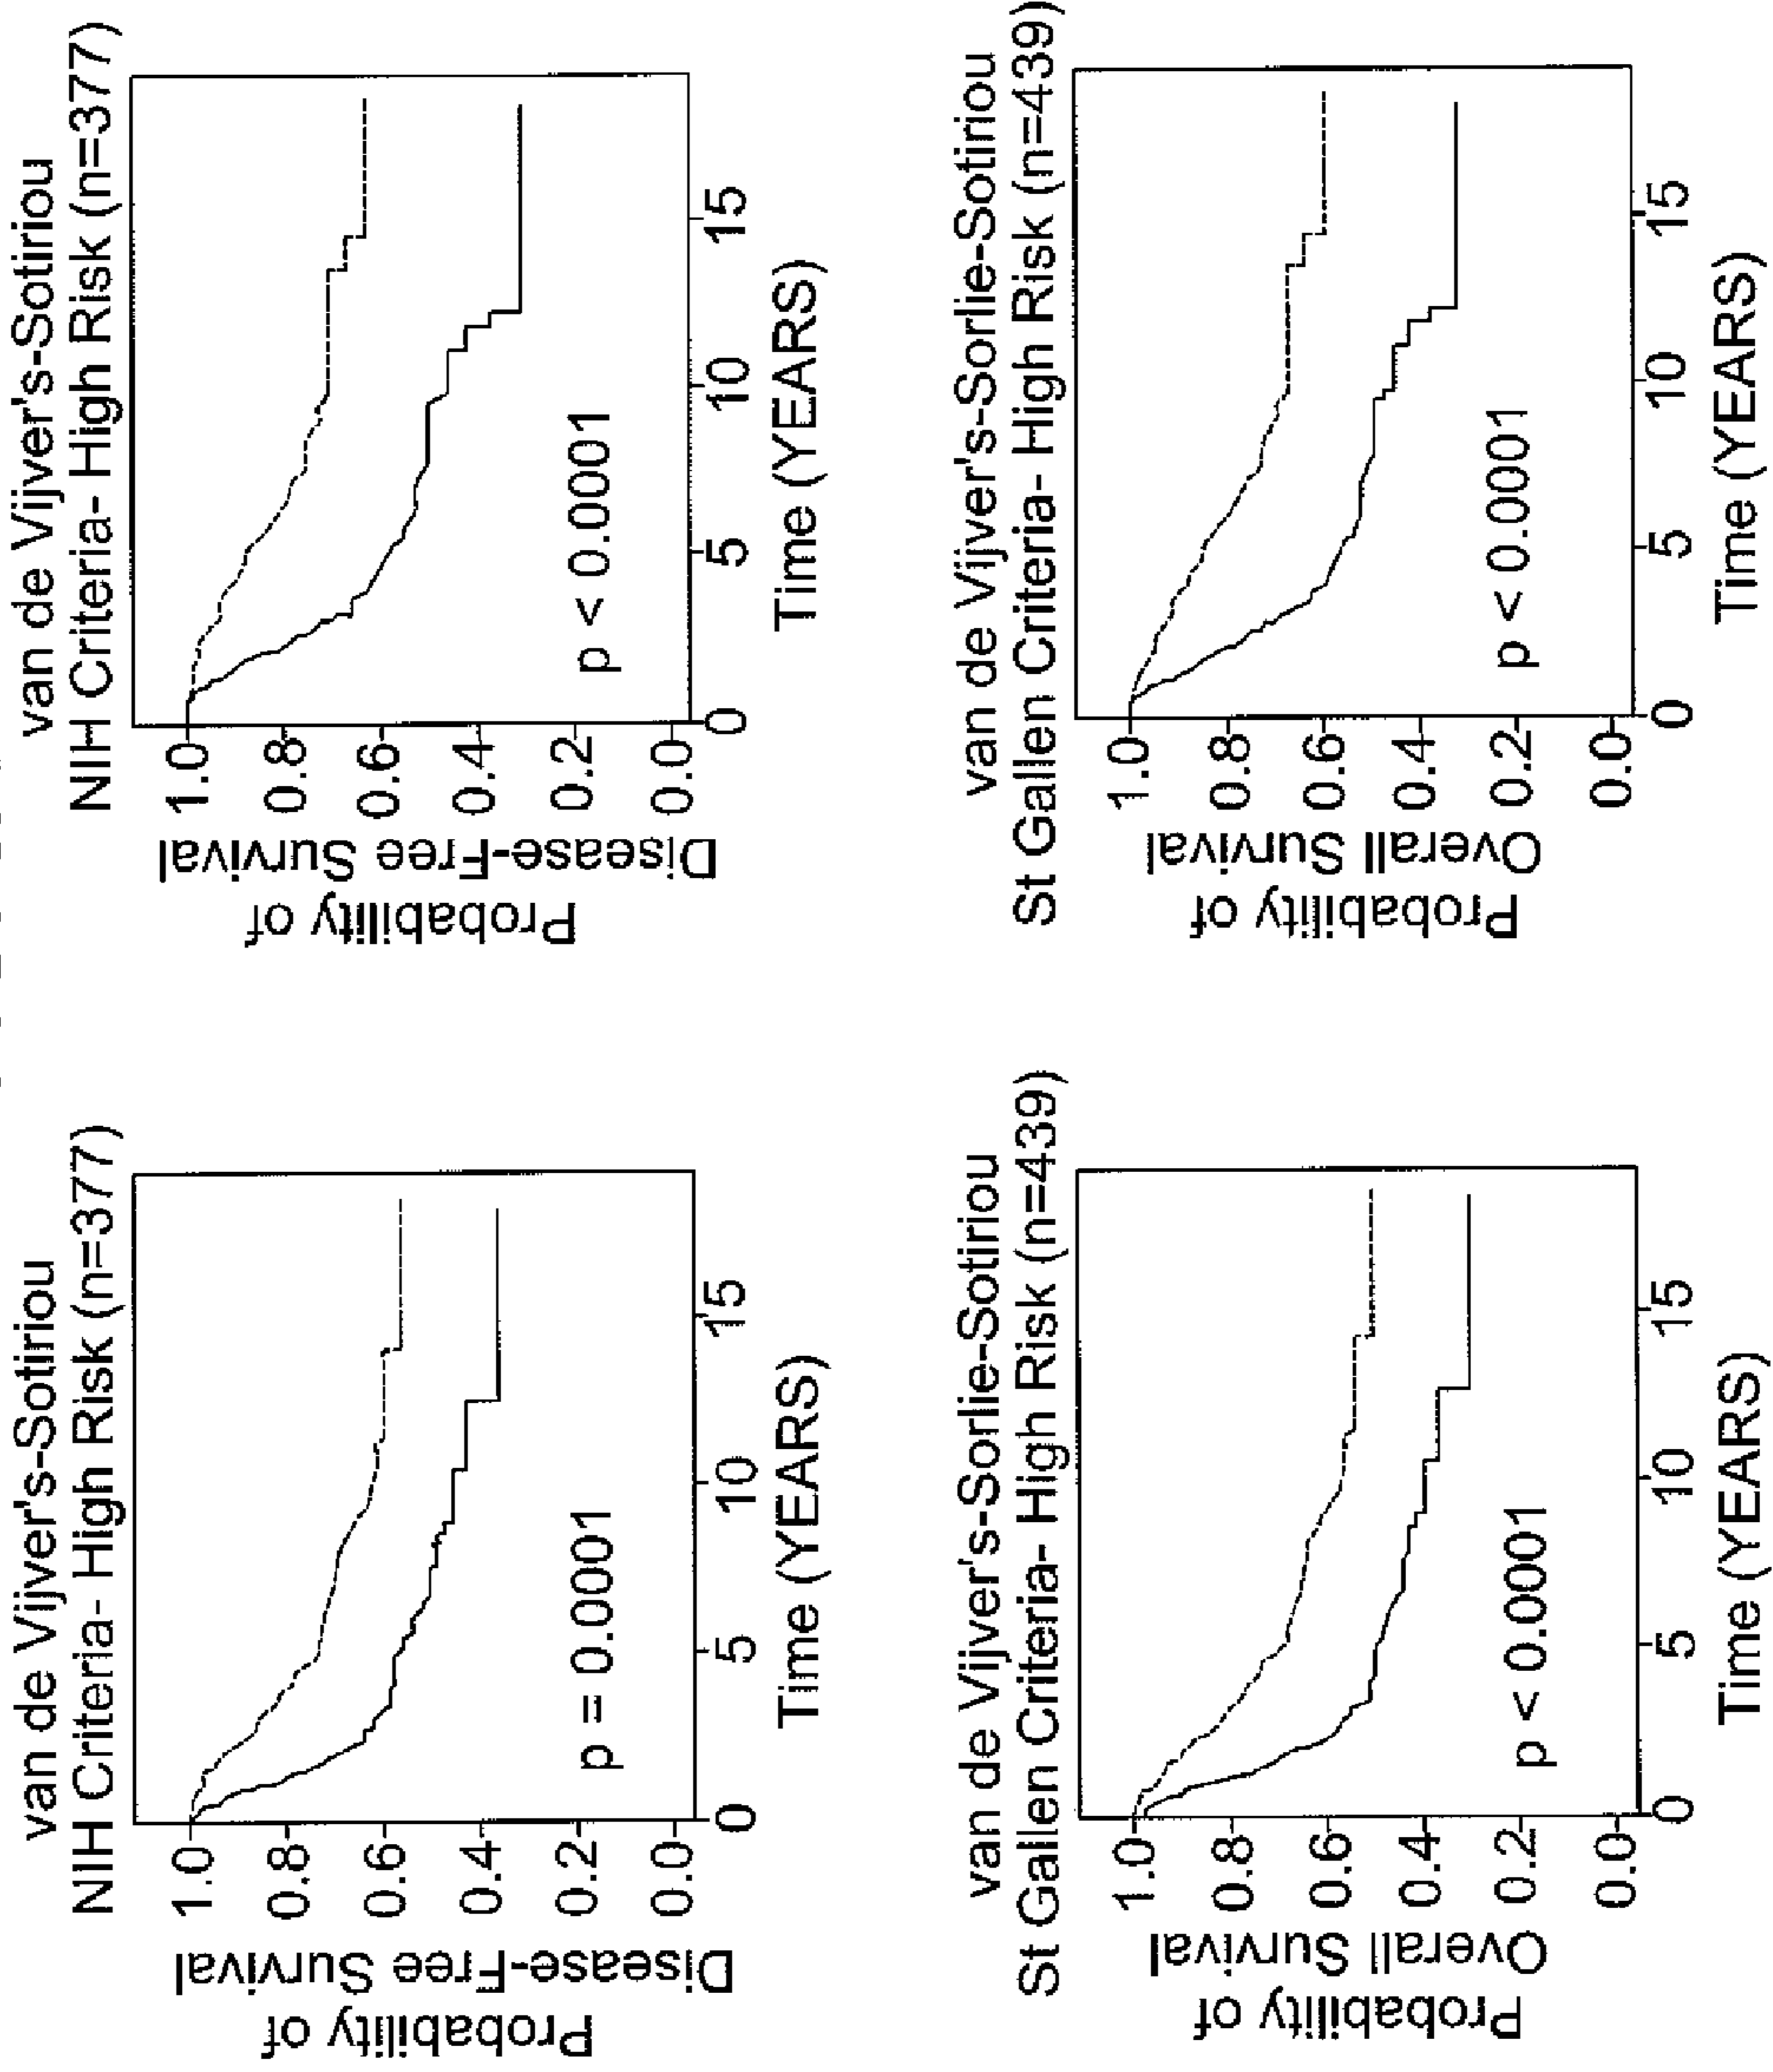 van de Vijver's-Sotiriou
NIH Criteria- High Risk (n=377)
Probability of
Disease-Free Survival
1.0
0.8
0.6
0.4
0.2
0.0
p = 0.0001
0 5 10 15
Time (YEARS)
van de Vijver's-Sotiriou
NIH Criteria- High Risk (n=377)
Probability of
Disease-Free Survival
1.0
0.8
0.6
0.4
0.2
0.0
p < 0.0001
0 5 10 15
Time (YEARS)
van de Vijver's-Sorlie-Sotiriou
St Gallen Criteria- High Risk (n=439)
Probability of
Overall Survival
1.0
0.8
0.6
0.4
0.2
0.0
p < 0.0001
0 5 10 15
Time (YEARS)
van de Vijver's-Sorlie-Sotiriou
St Gallen Criteria- High Risk (n=439)
Probability of
Overall Survival
1.0
0.8
0.6
0.4
0.2
0.0
p < 0.0001
0 5 10 15
Time (YEARS)